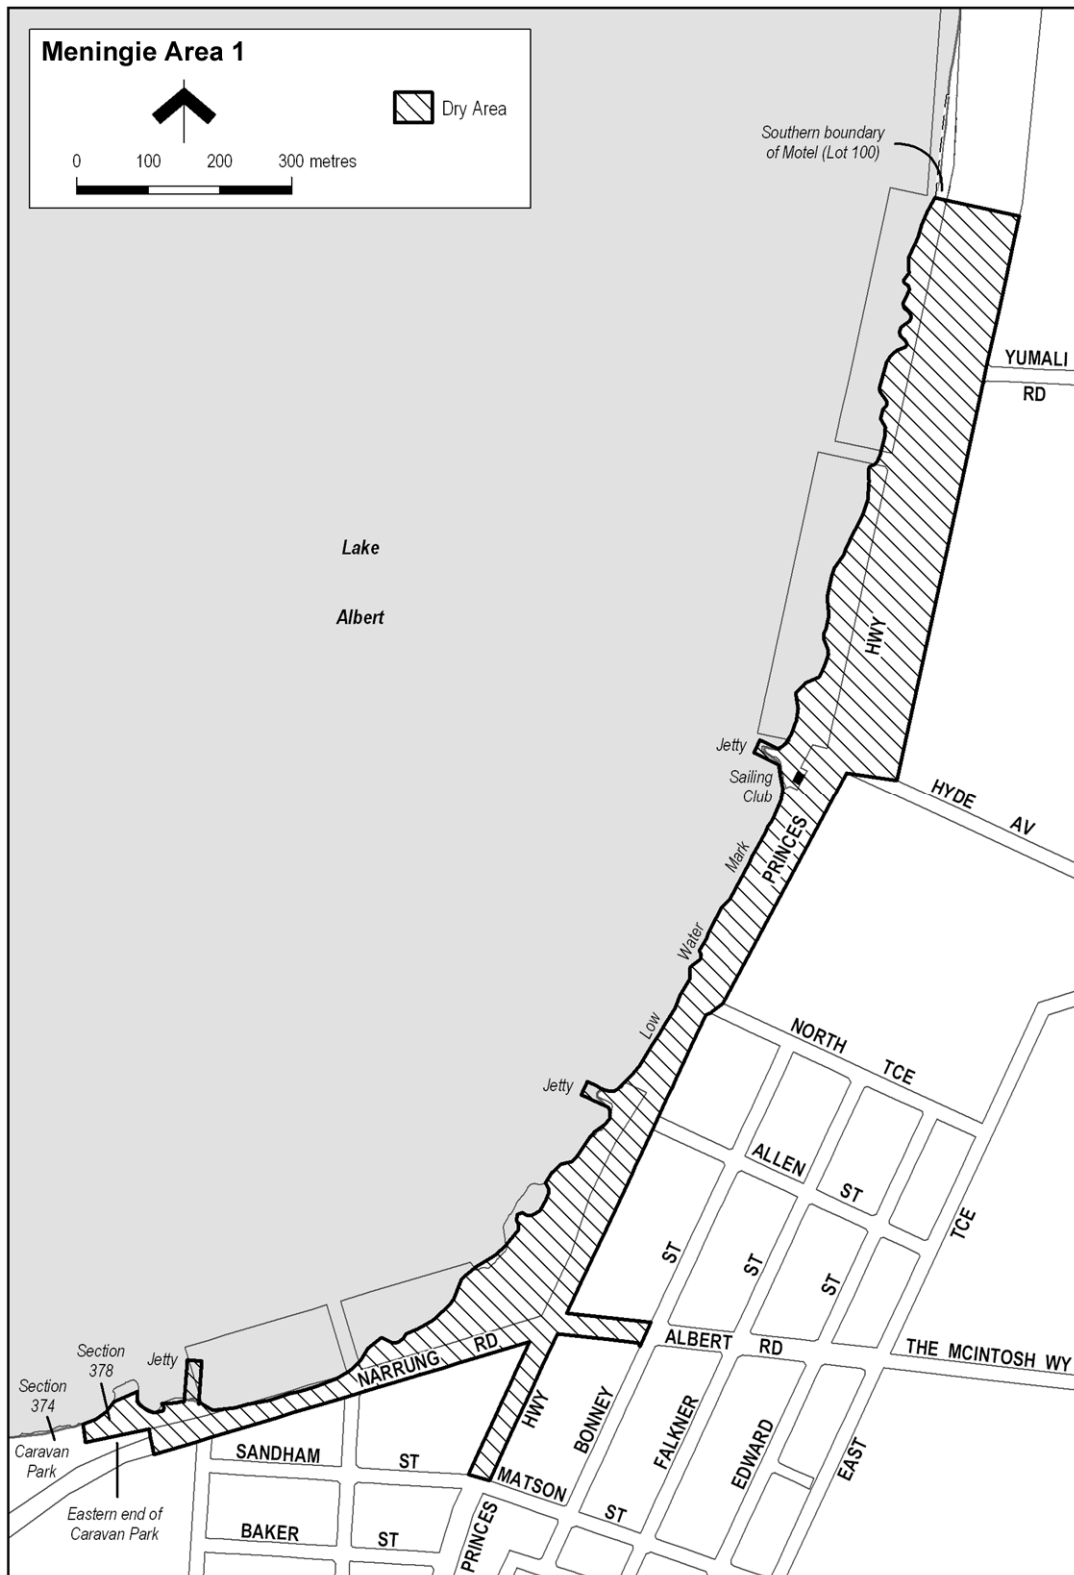 Meningie Area 1
Dry Area
0 100 200 300 metres
Southern boundary
of Motel (Lot 100)
YUMALI
RD
Lake
Albert
HWY
Jetty
Sailing
Club
HYDE
AV
PRINCES
Mark
Water
Low
NORTH
TCE
Jetty
ALLEN
ST
TCE
ST
ST
ST
ALBERT RD
THE MCINTOSH WY
NARRUNG RD
Section
378
Jetty
Section
374
Caravan
Park
HWY
BONNEY
FALKNER
EDWARD
EAST
SANDHAM
ST
MATSON
ST
Eastern end of
Caravan Park
BAKER
ST
PRINCES